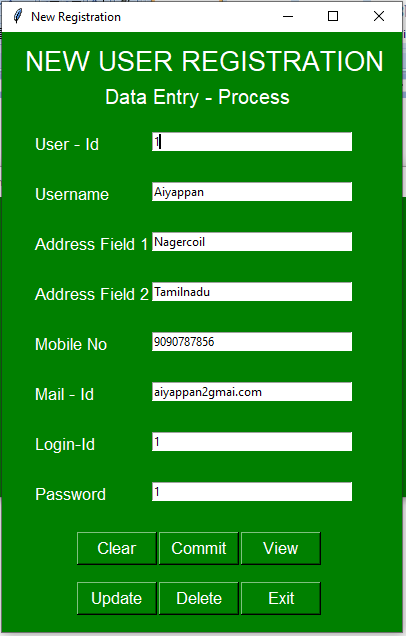 New Registration
NEW USER REGISTRATION
Data Entry - Process
User - Id 1
Username Aiyappan
Address Field 1 Nagercoil
Address Field 2 Tamilnadu
Mobile No 9090787856
Mail - Id aiyappan2gmai.com
Login-Id 1
Password 1
Clear Commit View
Update Delete Exit